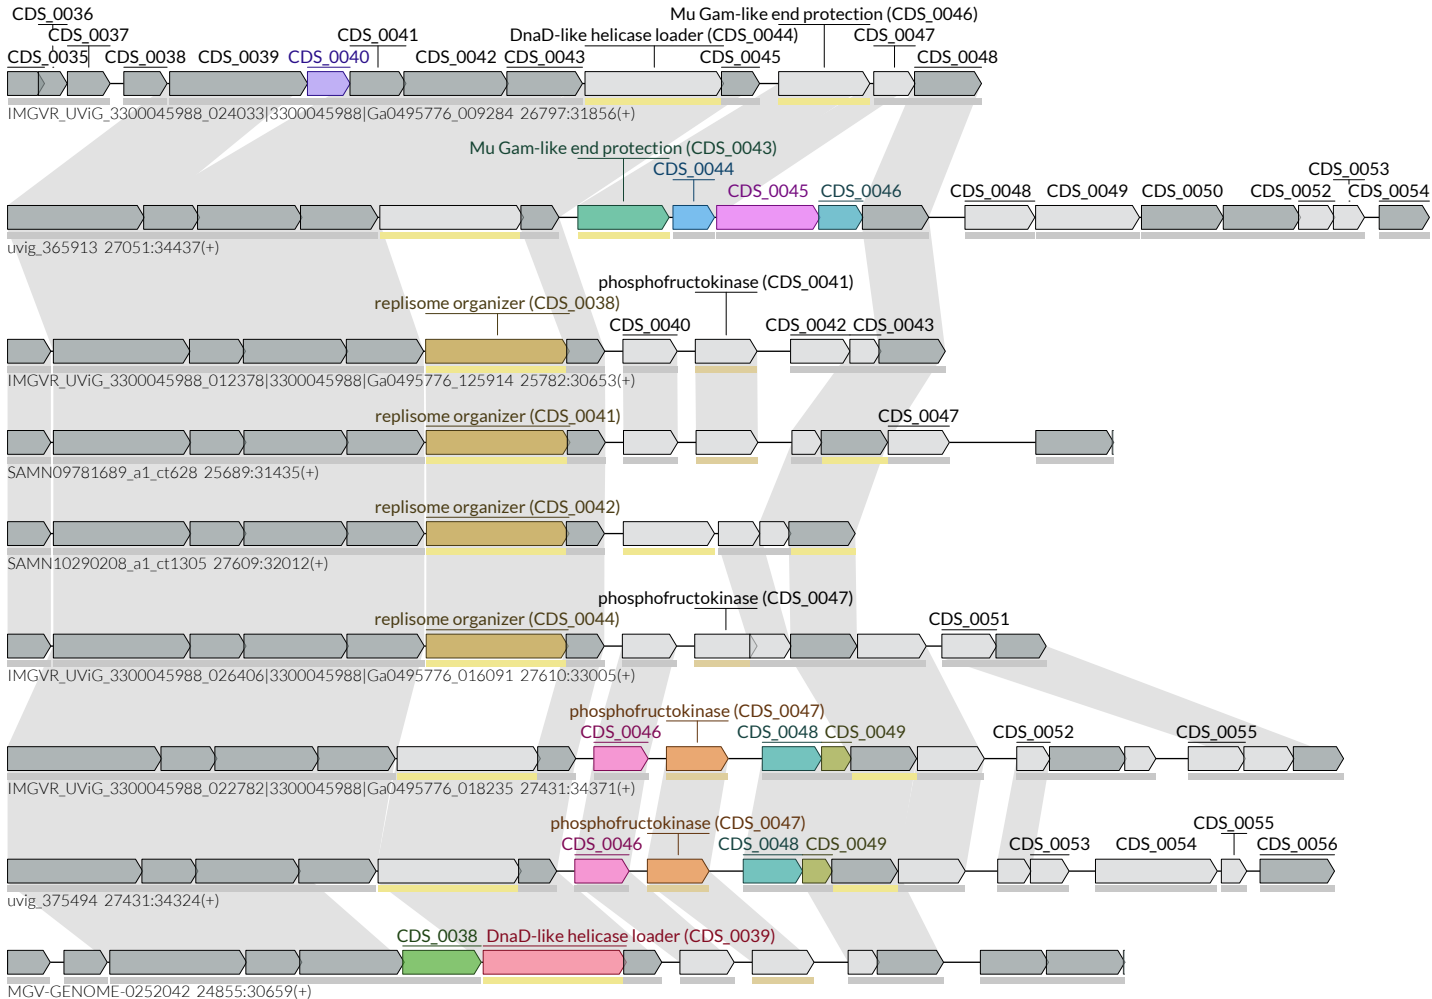 CDS_0036 Mu Gam-like end protection (CDS_0046)
CDS_0037 CDS_0041 DnaD-like helicase loader (CDS_0044) CDS_0047
CDS_0035 CDS_0038 CDS_0039 CDS_0040 CDS_0042 CDS_0043 CDS_0045 CDS_0048
IMGVR_UViG_3300045988_024033|3300045988|Ga0495776_009284 26797:31856(+)
Mu Gam-like end protection (CDS_0043)
CDS_0044 CDS_0053
CDS_0045 CDS_0046 CDS_0048 CDS_0049 CDS_0050 CDS_0052 CDS_0054
uvig_365913 27051:34437(+)
phosphofructokinase (CDS_0041)
replisome organizer (CDS_0038)
CDS_0040 CDS_0042 CDS_0043
IMGVR_UViG_3300045988_012378|3300045988|Ga0495776_125914 25782:30653(+)
replisome organizer (CDS_0041) CDS_0047
SAMN09781689_a1_ct628 25689:31435(+)
replisome organizer (CDS_0042)
SAMN10290208_a1_ct1305 27609:32012(+)
phosphofructokinase (CDS_0047)
replisome organizer (CDS_0044) CDS_0051
IMGVR_UViG_3300045988_026406|3300045988|Ga0495776_016091 27610:33005(+)
phosphofructokinase (CDS_0047)
CDS_0046 CDS_0048 CDS_0049 CDS_0052 CDS_0055
IMGVR_UViG_3300045988_022782|3300045988|Ga0495776_018235 27431:34371(+)
phosphofructokinase (CDS_0047) CDS_0055
CDS_0046 CDS_0048 CDS_0049 CDS_0053 CDS_0054 CDS_0056
uvig_375494 27431:34324(+)
CDS_0038 DnaD-like helicase loader (CDS_0039)
MGV-GENOME-0252042 24855:30659(+)